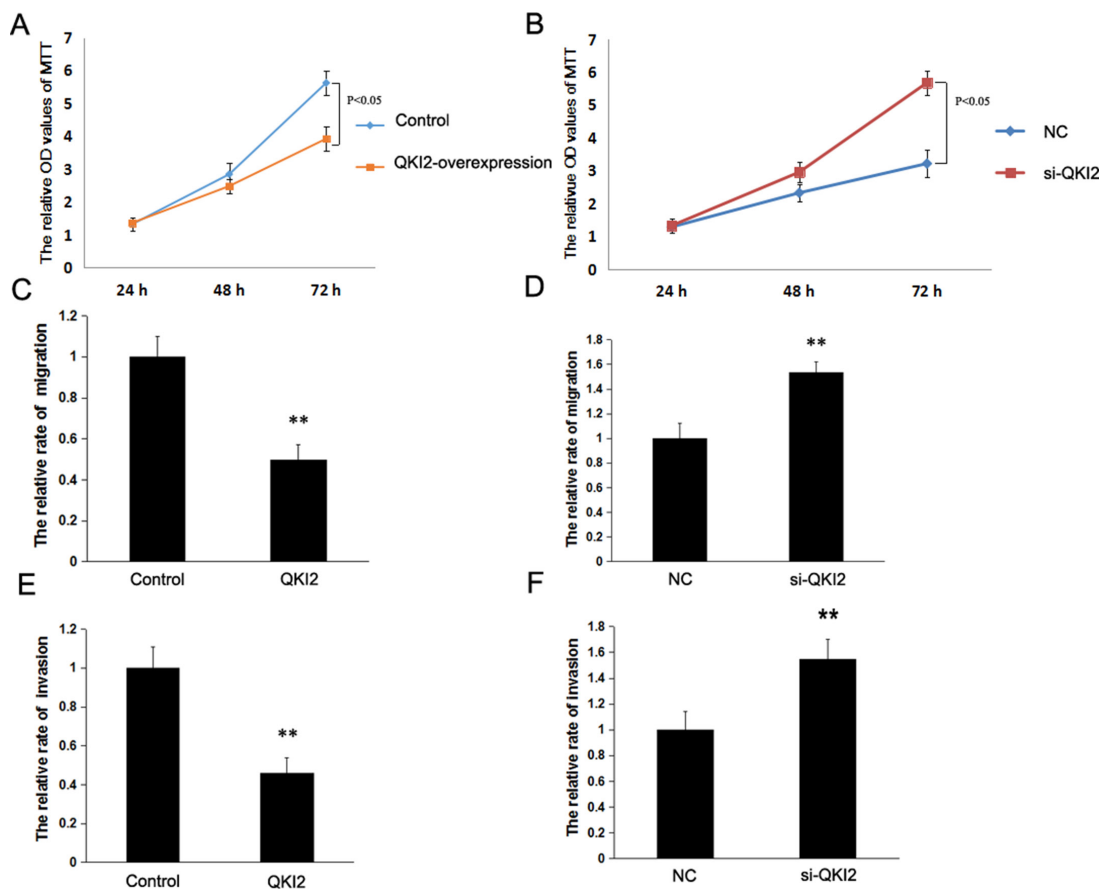 A
The relative OD values of MTT
7
6
5
4
3
2
1
0
24 h 48 h 72 h
P<0.05
Control
QKI2-overexpression
B
The relativue OD values of MTT
7
6
5
4
3
2
1
0
24 h 48 h 72 h
P<0.05
NC
si-QKI2
C
The relative rate of migration
1.2
1
0.8
0.6
0.4
0.2
0
**
Control QKI2
D
The relative rate of migration
1.8
1.6
1.4
1.2
1
0.8
0.6
0.4
0.2
0
**
NC si-QKI2
E
The relative rate of invasion
1.2
1
0.8
0.6
0.4
0.2
0
**
Control QKI2
F
The relative rate of invasion
1.8
1.6
1.4
1.2
1
0.8
0.6
0.4
0.2
0
**
NC si-QKI2